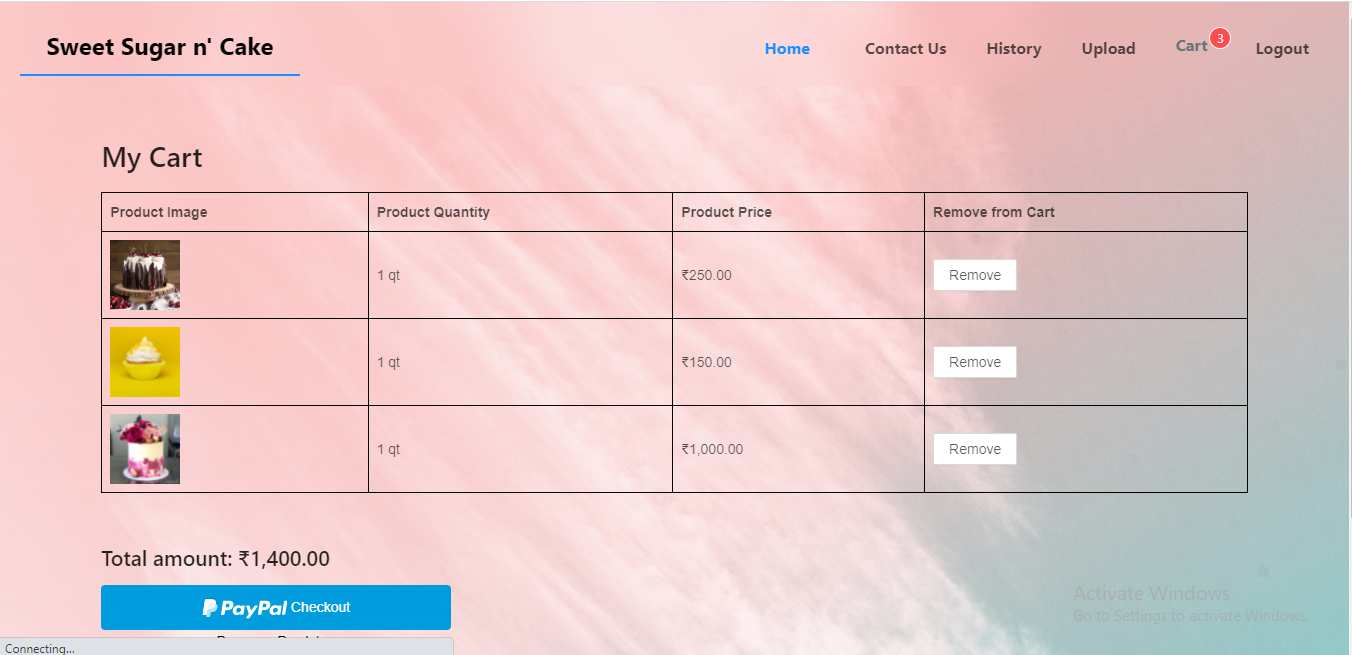 Sweet Sugar n' Cake
Home Contact Us History Upload Cart 3 Logout
My Cart
Product Image Product Quantity Product Price Remove from Cart
1 qt ₹250.00 Remove
1 qt ₹150.00 Remove
1 qt ₹1,000.00 Remove
Total amount: ₹1,400.00
PayPal Checkout
Activate Windows
Go to Settings to activate Windows.
Connecting...